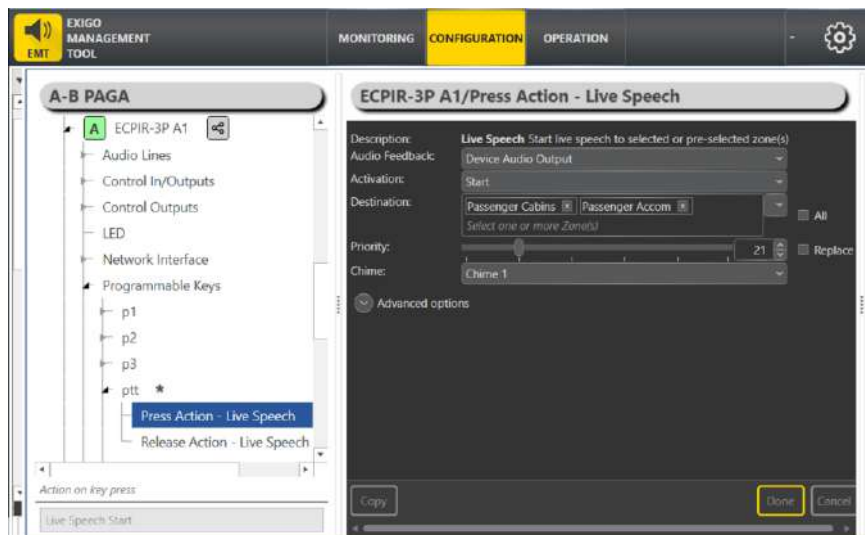 EXIGO
MANAGEMENT
TOOL
EMT
MONITORING CONFIGURATION OPERATION -
A-B PAGA
A ECPIR-3P A1
Audio Lines
Control In/Outputs
Control Outputs
LED
Network Interface
Programmable Keys
p1
p2
p3
ptt *
Press Action - Live Speech
Release Action - Live Speech
Action on key press
Live Speech Start
ECPIR-3P A1/Press Action - Live Speech
Description: Live Speech Start live speech to selected or pre-selected zone(s)
Audio Feedback: Device Audio Output
Activation: Start
Destination: Passenger Cabins x Passenger Accom x All
Select one or more Zone(s)
Priority: 21 Replace
Chime: Chime 1
Advanced options
Copy Done Cancel